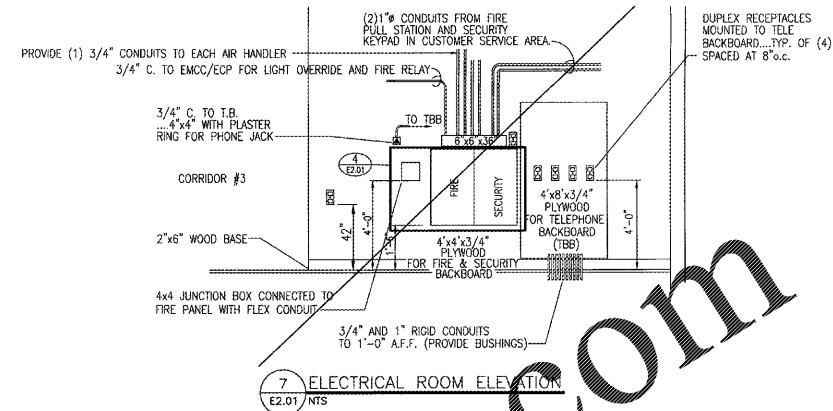 (2)1"ø CONDUITS FROM FIRE
PULL STATION AND SECURITY
KEYPAD IN CUSTOMER SERVICE AREA.
DUPLEX RECEPTACLES
MOUNTED TO TELE
BACKBOARD....TYP. OF (4)
SPACED AT 8"o.c.
PROVIDE (1) 3/4" CONDUITS TO EACH AIR HANDLER
3/4" C. TO EMCC/ECP FOR LIGHT OVERRIDE AND FIRE RELAY
3/4" C. TO T.B.
....4"x4" WITH PLASTER
RING FOR PHONE JACK
TO TBB
6"x6"x36"
4
E2.01
CORRIDOR #3
FIRE
SECURITY
42"
4'-0"
1'-6
4'x8'x3/4"
PLYWOOD
FOR TELEPHONE
BACKBOARD
(TBB)
4'-0"
2"x6" WOOD BASE
4'x4'x3/4"
PLYWOOD
FOR FIRE & SECURITY
BACKBOARD
4x4 JUNCTION BOX CONNECTED TO
FIRE PANEL WITH FLEX CONDUIT
3/4" AND 1" RIGID CONDUITS
TO 1'-0" A.F.F. (PROVIDE BUSHINGS)
7
E2.01
ELECTRICAL ROOM ELEVATION
NTS
.com